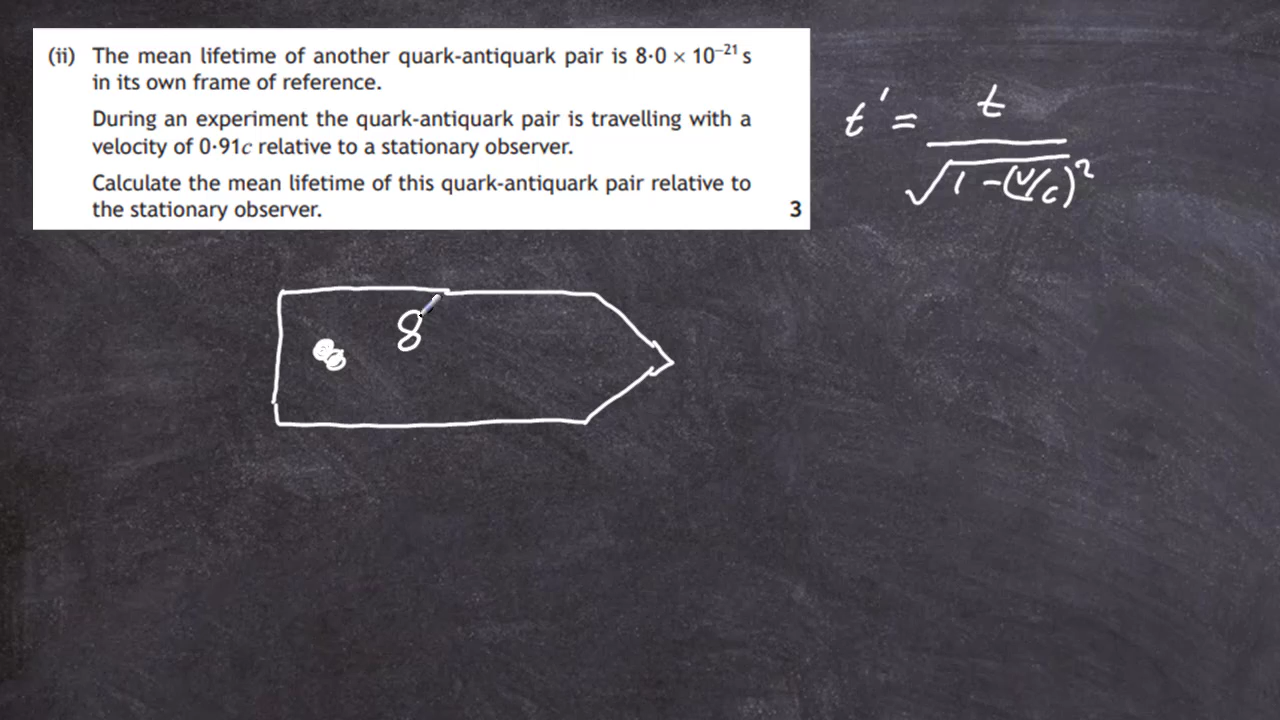 (ii) The mean lifetime of another quark-antiquark pair is 8·0 × 10⁻²¹ s
in its own frame of reference.
During an experiment the quark-antiquark pair is travelling with a
velocity of 0·91c relative to a stationary observer.
Calculate the mean lifetime of this quark-antiquark pair relative to
the stationary observer. 3
t' = t / √(1 - (v/c)²)
8